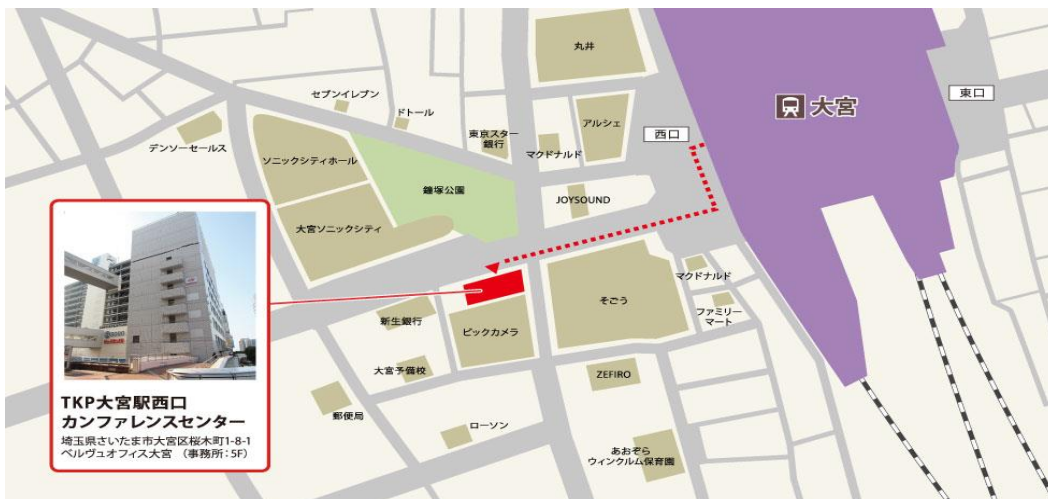 丸井
セブンイレブン
ドトール
東京スター
銀行
マクドナルド
アルシェ
西口
大宮
東口
デンソーセールス
ソニックシティホール
鐘塚公園
JOYSOUND
大宮ソニックシティ
マクドナルド
そごう
ファミリー
マート
新生銀行
ビックカメラ
大宮予備校
ZEFIRO
郵便局
ローソン
あおぞら
ウィンクルム保育園
TKP大宮駅西口
カンファレンスセンター
埼玉県さいたま市大宮区桜木町1-8-1
ベルヴュオフィス大宮 （事務所：5F）